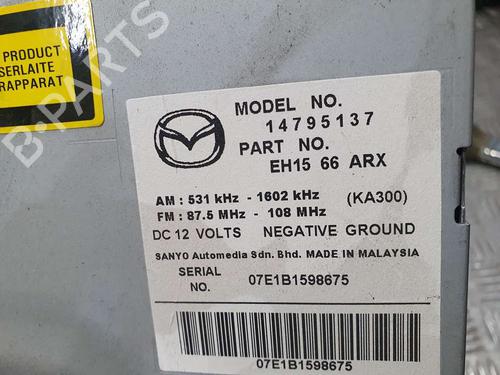 PRODUCT
SERLAITE
RAPPARAT
B-PARTS
MODEL NO.
14795137
PART NO.
EH15 66 ARX
AM : 531 kHz - 1602 kHz (KA300)
FM : 87.5 MHz - 108 MHz
DC 12 VOLTS NEGATIVE GROUND
SANYO Automedia Sdn. Bhd. MADE IN MALAYSIA
SERIAL NO. 07E1B1598675
07E1B1598675